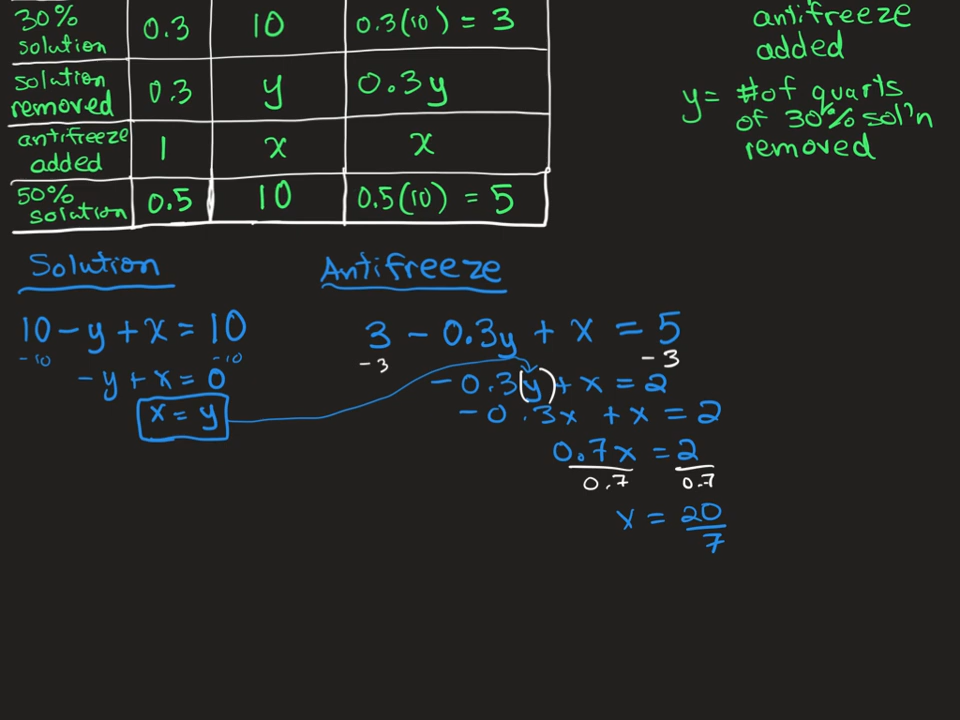 30% solution 0.3 10 0.3(10) = 3
solution removed 0.3 y 0.3y
antifreeze added 1 x x
50% solution 0.5 10 0.5(10) = 5
antifreeze
added
y = # of quarts
of 30% sol'n
removed
Solution
10 - y + x = 10
-10 -10
-y + x = 0
x = y
Antifreeze
3 - 0.3y + x = 5
-3 -3
-0.3(y) + x = 2
-0.3x + x = 2
0.7x = 2
0.7 0.7
x = 20
7